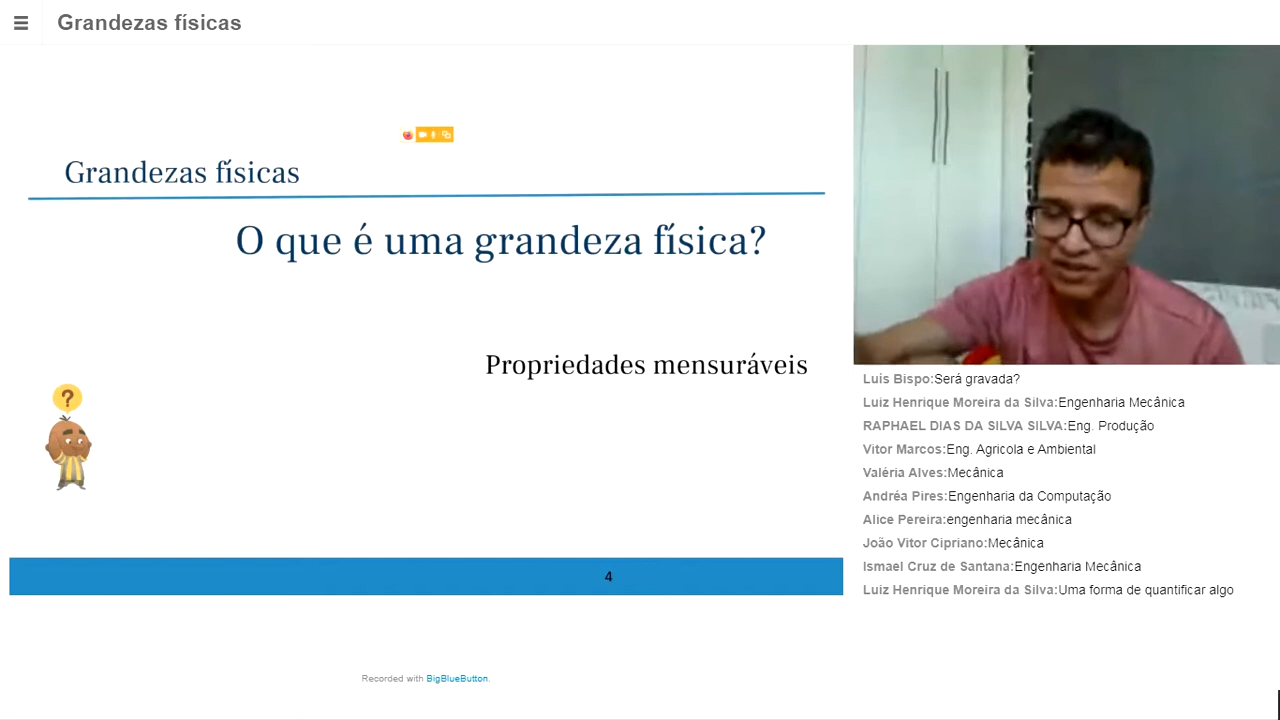 Grandezas físicas
Grandezas físicas
O que é uma grandeza física?
Propriedades mensuráveis
?
4
Recorded with BigBlueButton.
Luis Bispo:Será gravada?
Luiz Henrique Moreira da Silva:Engenharia Mecânica
RAPHAEL DIAS DA SILVA SILVA:Eng. Produção
Vitor Marcos:Eng. Agricola e Ambiental
Valéria Alves:Mecânica
Andréa Pires:Engenharia da Computação
Alice Pereira:engenharia mecânica
João Vitor Cipriano:Mecânica
Ismael Cruz de Santana:Engenharia Mecânica
Luiz Henrique Moreira da Silva:Uma forma de quantificar algo